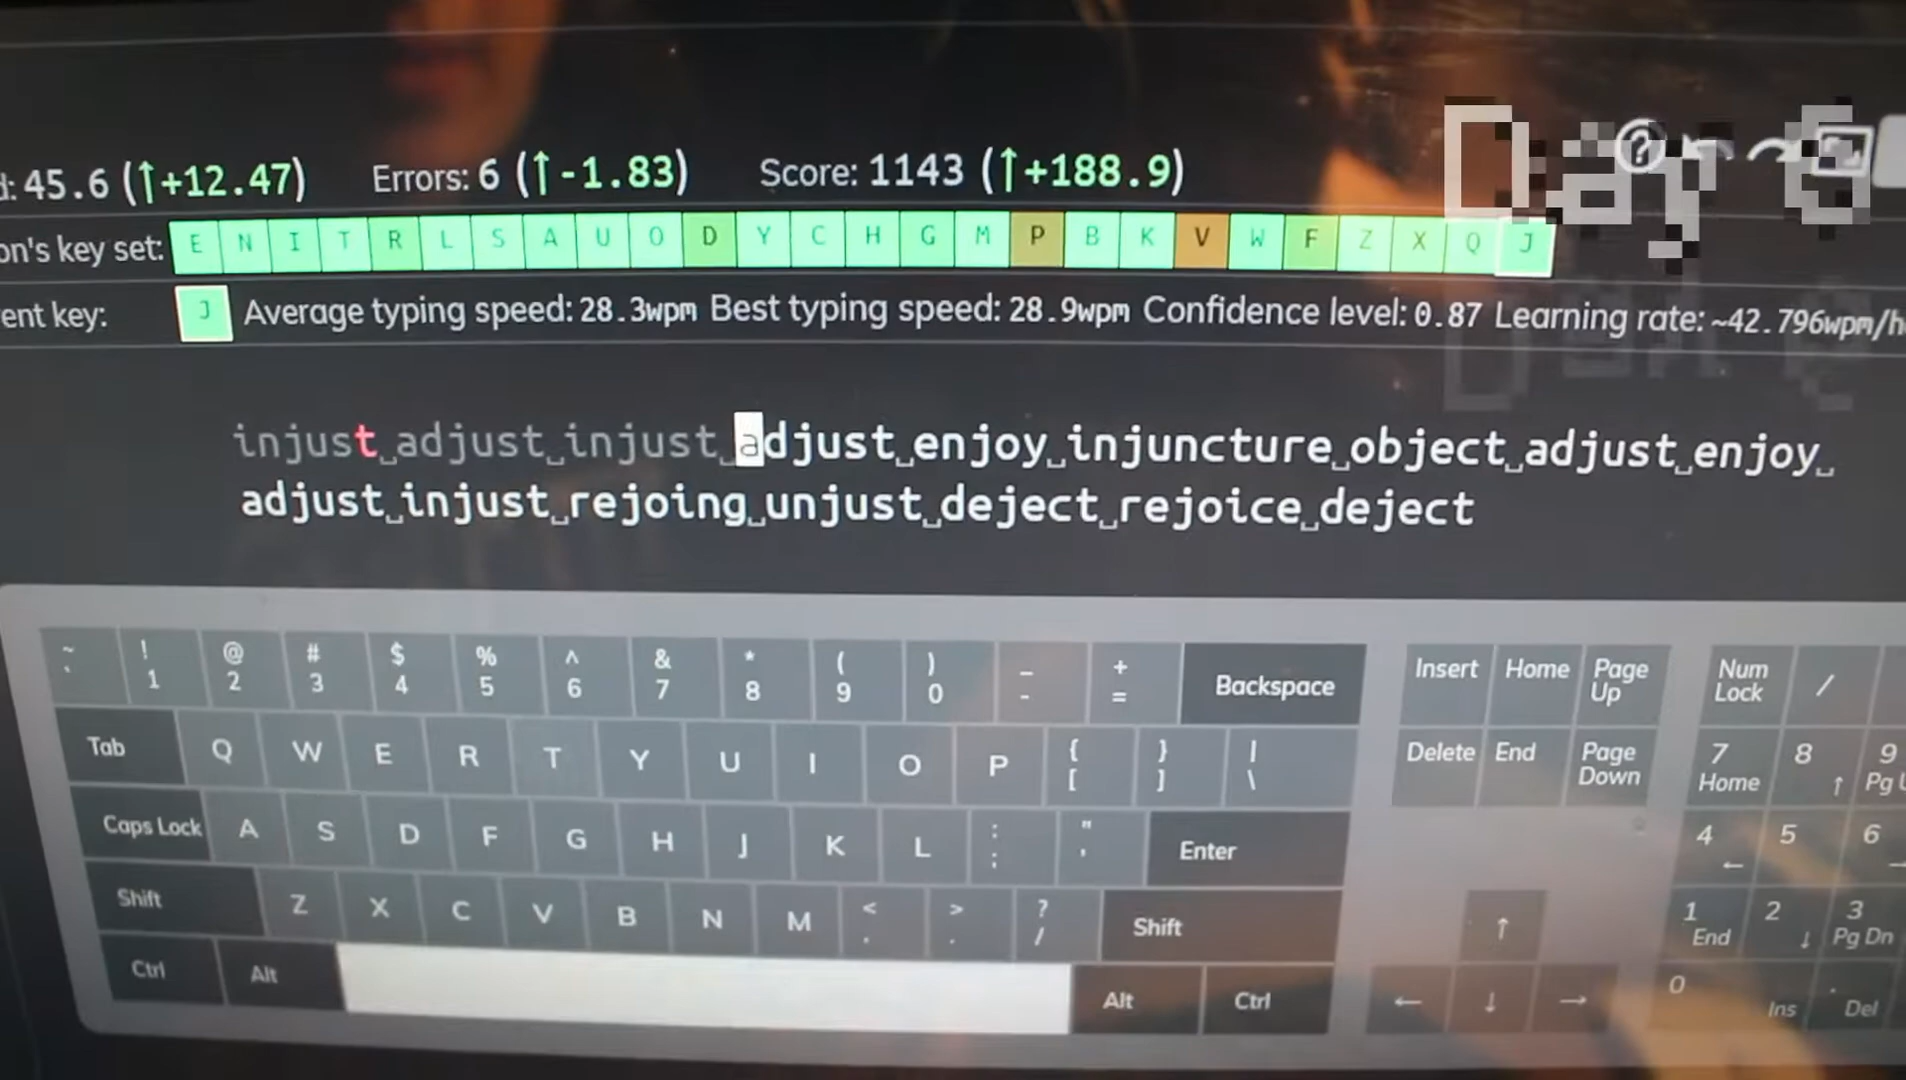 d: 45.6 (↑+12.47) Errors: 6 (↑-1.83) Score: 1143 (↑+188.9)
Day 6
on's key set: E N I T R L S A U O D Y C H G M P B K V W F Z X Q J
ent key: J Average typing speed: 28.3wpm Best typing speed: 28.9wpm Confidence level: 0.87 Learning rate: ~42.796wpm/h
injust␣adjust␣injust␣adjust␣enjoy␣injuncture␣object␣adjust␣enjoy␣
adjust␣injust␣rejoing␣unjust␣deject␣rejoice␣deject
~ ! @ # $ % ^ & * ( ) _ +
` 1 2 3 4 5 6 7 8 9 0 - = Backspace Insert Home Page Up Num Lock /
Tab Q W E R T Y U I O P { [ } ] | \ Delete End Page Down 7 Home 8 ↑ 9 Pg U
Caps Lock A S D F G H J K L : ; " ' Enter 4 ← 5 6 →
Shift Z X C V B N M < , > . ? / Shift ↑ 1 End 2 ↓ 3 Pg Dn
Ctrl Alt Alt Ctrl ← ↓ → 0 Ins . Del